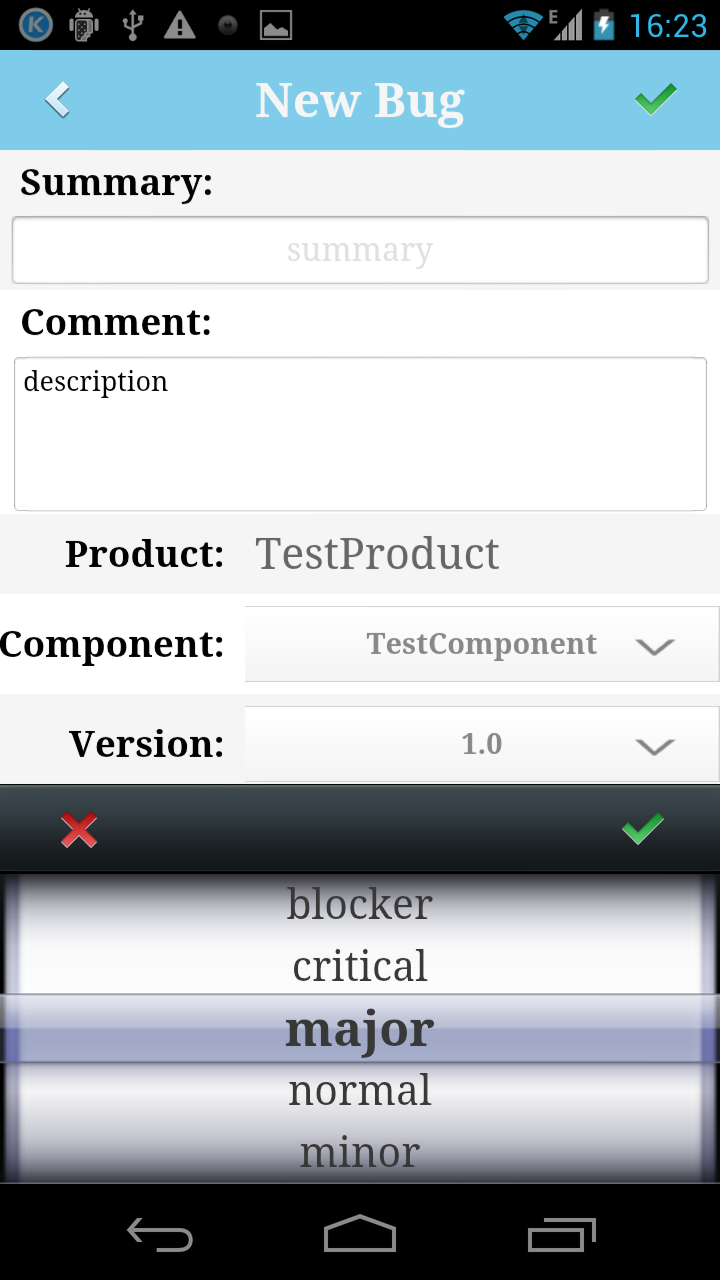 K E 16:23
New Bug
Summary:
summary
Comment:
description
Product: TestProduct
Component: TestComponent
Version: 1.0
blocker
critical
major
normal
minor